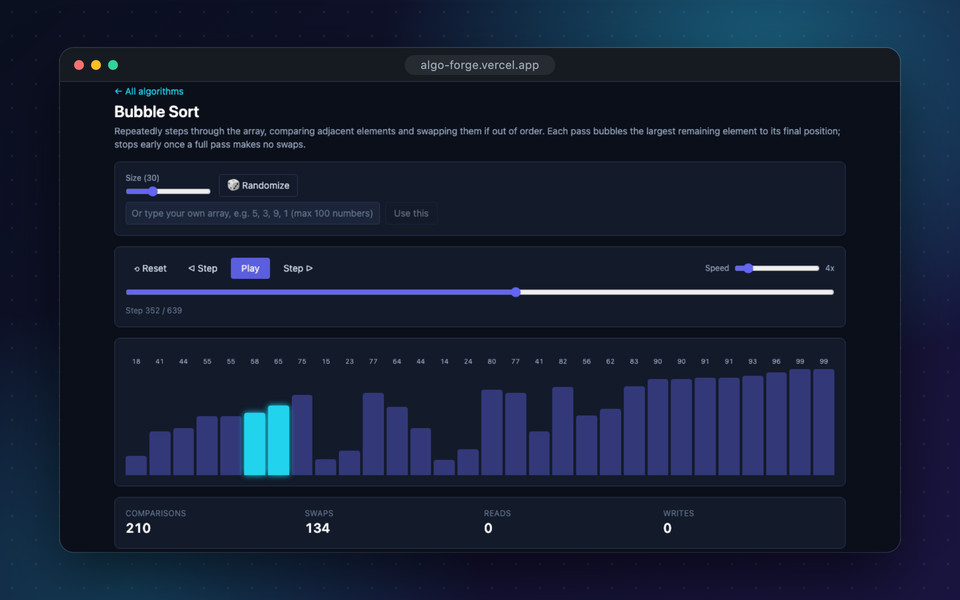 algo-forge.vercel.app
← All algorithms
Bubble Sort
Repeatedly steps through the array, comparing adjacent elements and swapping them if out of order. Each pass bubbles the largest remaining element to its final position;
stops early once a full pass makes no swaps.
Size (30)
🎲 Randomize
Or type your own array, e.g. 5, 3, 9, 1 (max 100 numbers) Use this
⟲ Reset ◁ Step Play Step ▷ Speed 4x
Step 352 / 639
18 41 44 55 55 58 65 75 15 23 77 64 44 14 24 80 77 41 82 56 62 83 90 90 91 91 93 96 99 99
COMPARISONS SWAPS READS WRITES
210 134 0 0